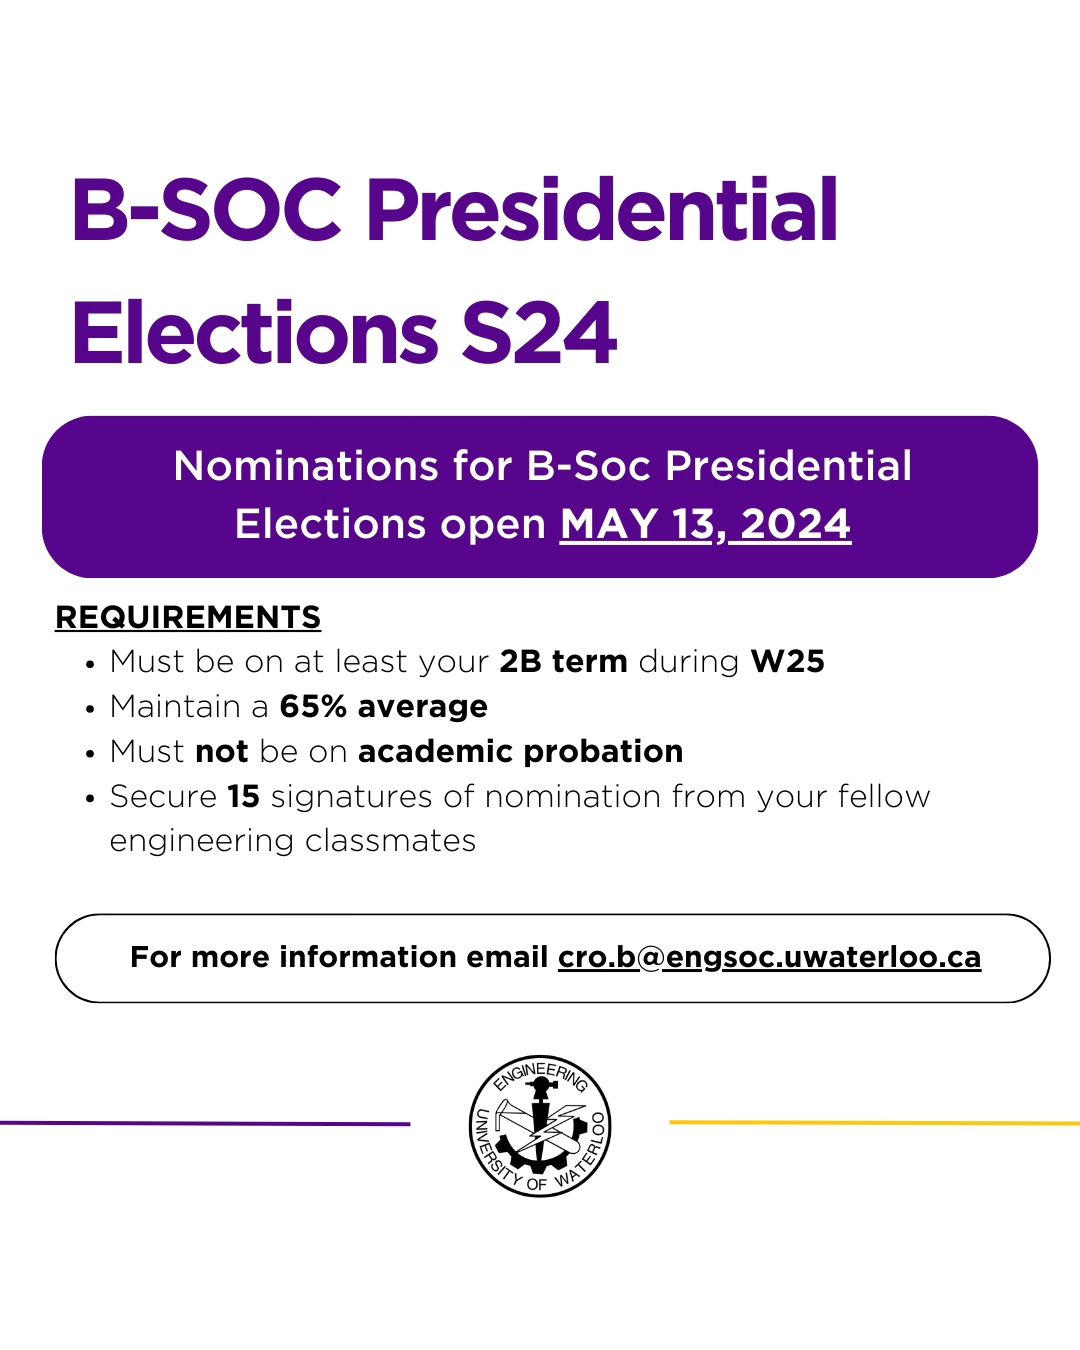 B-SOC Presidential
Elections S24
Nominations for B-Soc Presidential
Elections open MAY 13, 2024
REQUIREMENTS
• Must be on at least your 2B term during W25
• Maintain a 65% average
• Must not be on academic probation
• Secure 15 signatures of nomination from your fellow
engineering classmates
For more information email cro.b@engsoc.uwaterloo.ca
ENGINEERING
UNIVERSITY OF WATERLOO